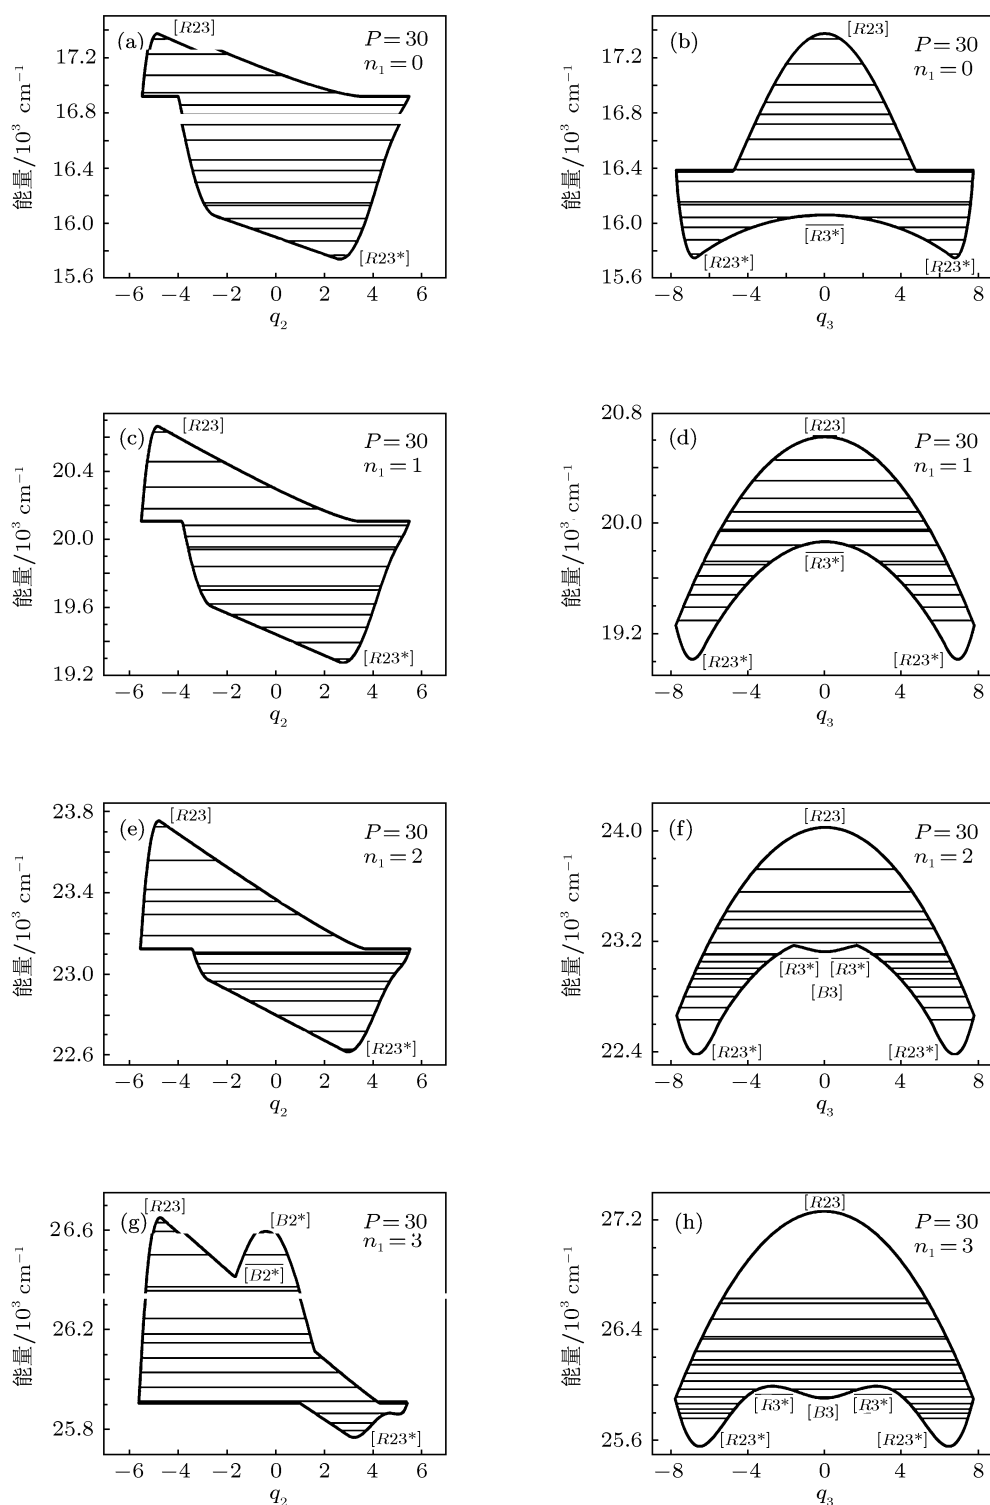 (a)
[R23]
P=30
n₁=0
17.2
16.8
16.4
16.0
15.6
能量/10³ cm⁻¹
[R23*]
−6 −4 −2 0 2 4 6
q₂
(b)
[R23]
P=30
n₁=0
17.2
16.8
16.4
16.0
15.6
能量/10³ cm⁻¹
[R3*]
[R23*] [R23*]
−8 −4 0 4 8
q₃
(c)
[R23]
P=30
n₁=1
20.4
20.0
19.6
19.2
能量/10³ cm⁻¹
[R23*]
−6 −4 −2 0 2 4 6
q₂
(d)
[R23]
P=30
n₁=1
20.8
20.0
19.2
能量/10³ cm⁻¹
[R3*]
[R23*] [R23*]
−8 −4 0 4 8
q₃
(e)
[R23]
P=30
n₁=2
23.8
23.4
23.0
22.6
能量/10³ cm⁻¹
[R23*]
−6 −4 −2 0 2 4 6
q₂
(f)
[R23]
P=30
n₁=2
24.0
23.2
22.4
能量/10³ cm⁻¹
[R3*] [R3*]
[B3]
[R23*] [R23*]
−8 −4 0 4 8
q₃
(g)
[R23]
[B2*]
P=30
n₁=3
[B2*]
26.6
26.2
25.8
能量/10³ cm⁻¹
[R23*]
−6 −4 −2 0 2 4 6
q₂
(h)
[R23]
P=30
n₁=3
27.2
26.4
25.6
能量/10³ cm⁻¹
[R3*] [B3] [R3*]
[R23*] [R23*]
−8 −4 0 4 8
q₃